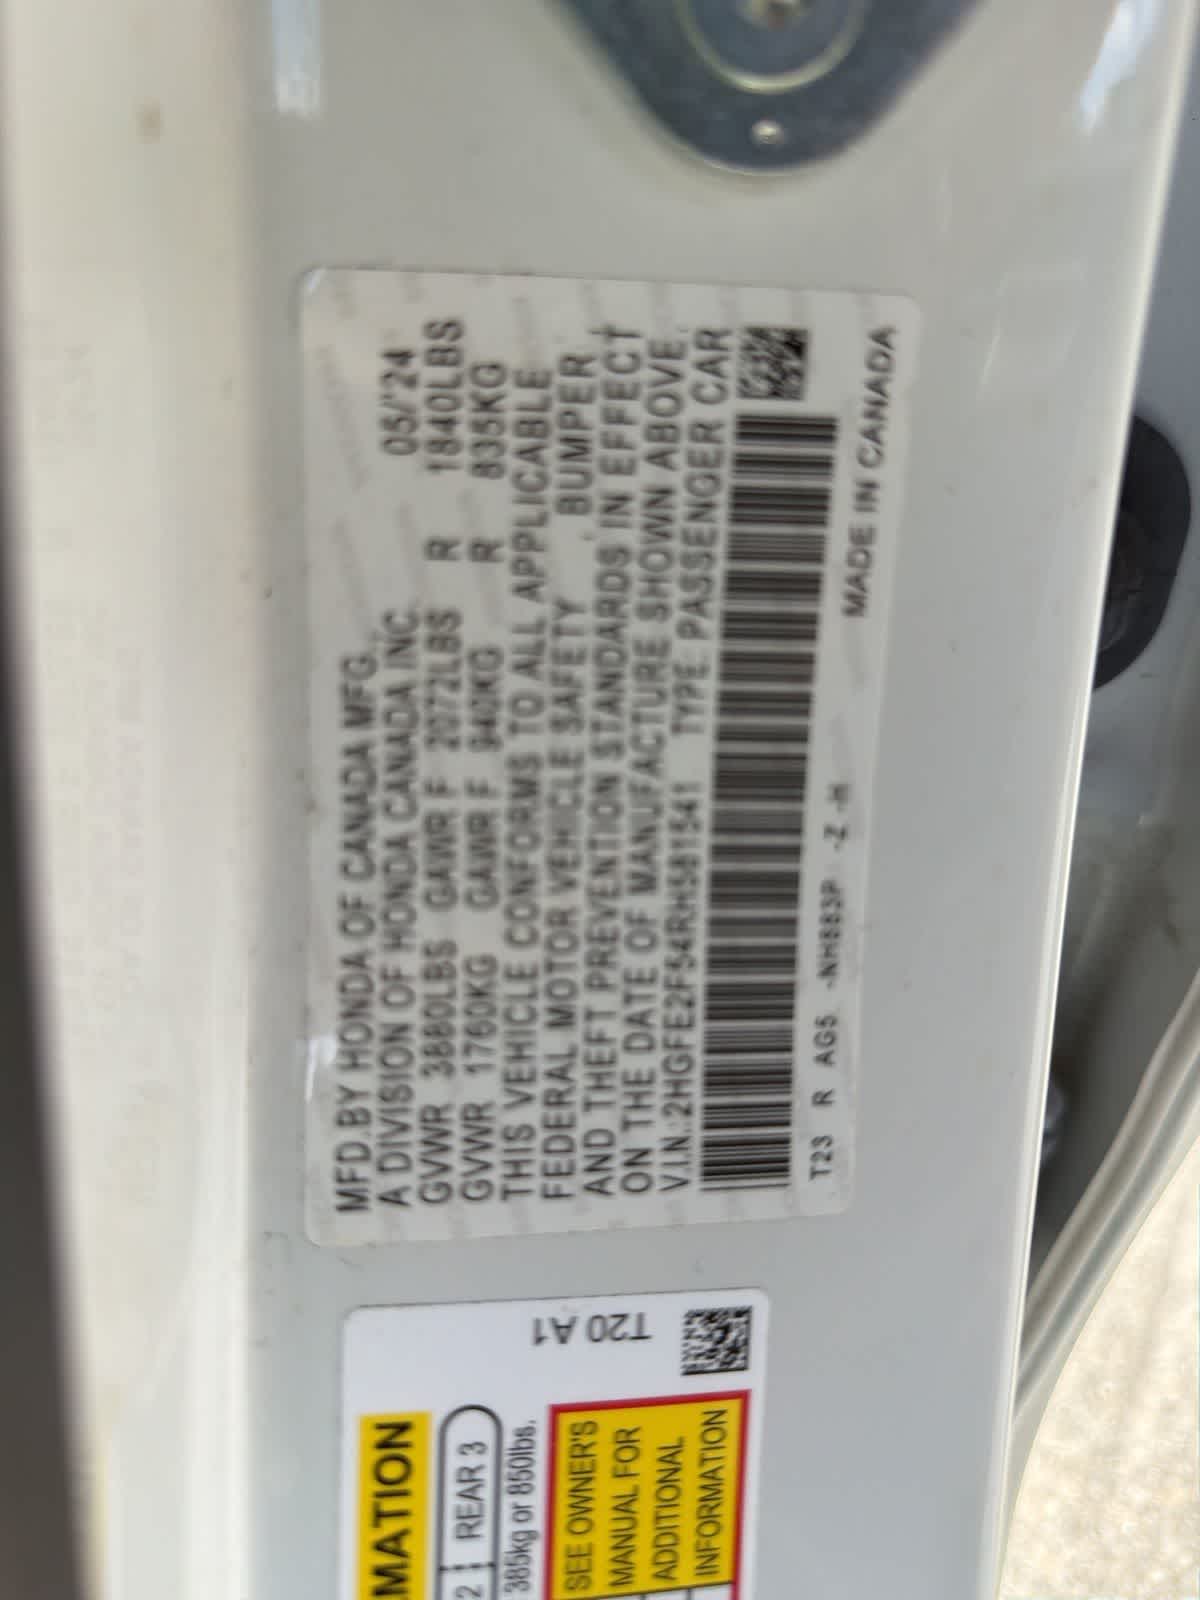 MFD.BY HONDA OF CANADA MFG.
A DIVISION OF HONDA CANADA INC. 05/'24
GVWR 3880LBS GAWR F 2072LBS R 1840LBS
GVWR 1760KG GAWR F 940KG R 835KG
THIS VEHICLE CONFORMS TO ALL APPLICABLE
FEDERAL MOTOR VEHICLE SAFETY , BUMPER,
AND THEFT PREVENTION STANDARDS IN EFFECT
ON THE DATE OF MANUFACTURE SHOWN ABOVE.
V.I.N.:2HGFE2F54RH581541 TYPE:PASSENGER CAR
T23 R AG5 -NH883P -Z -H
MADE IN CANADA
T20 A1
MATION
2 REAR 3
385kg or 850lbs.
SEE OWNER'S
MANUAL FOR
ADDITIONAL
INFORMATION